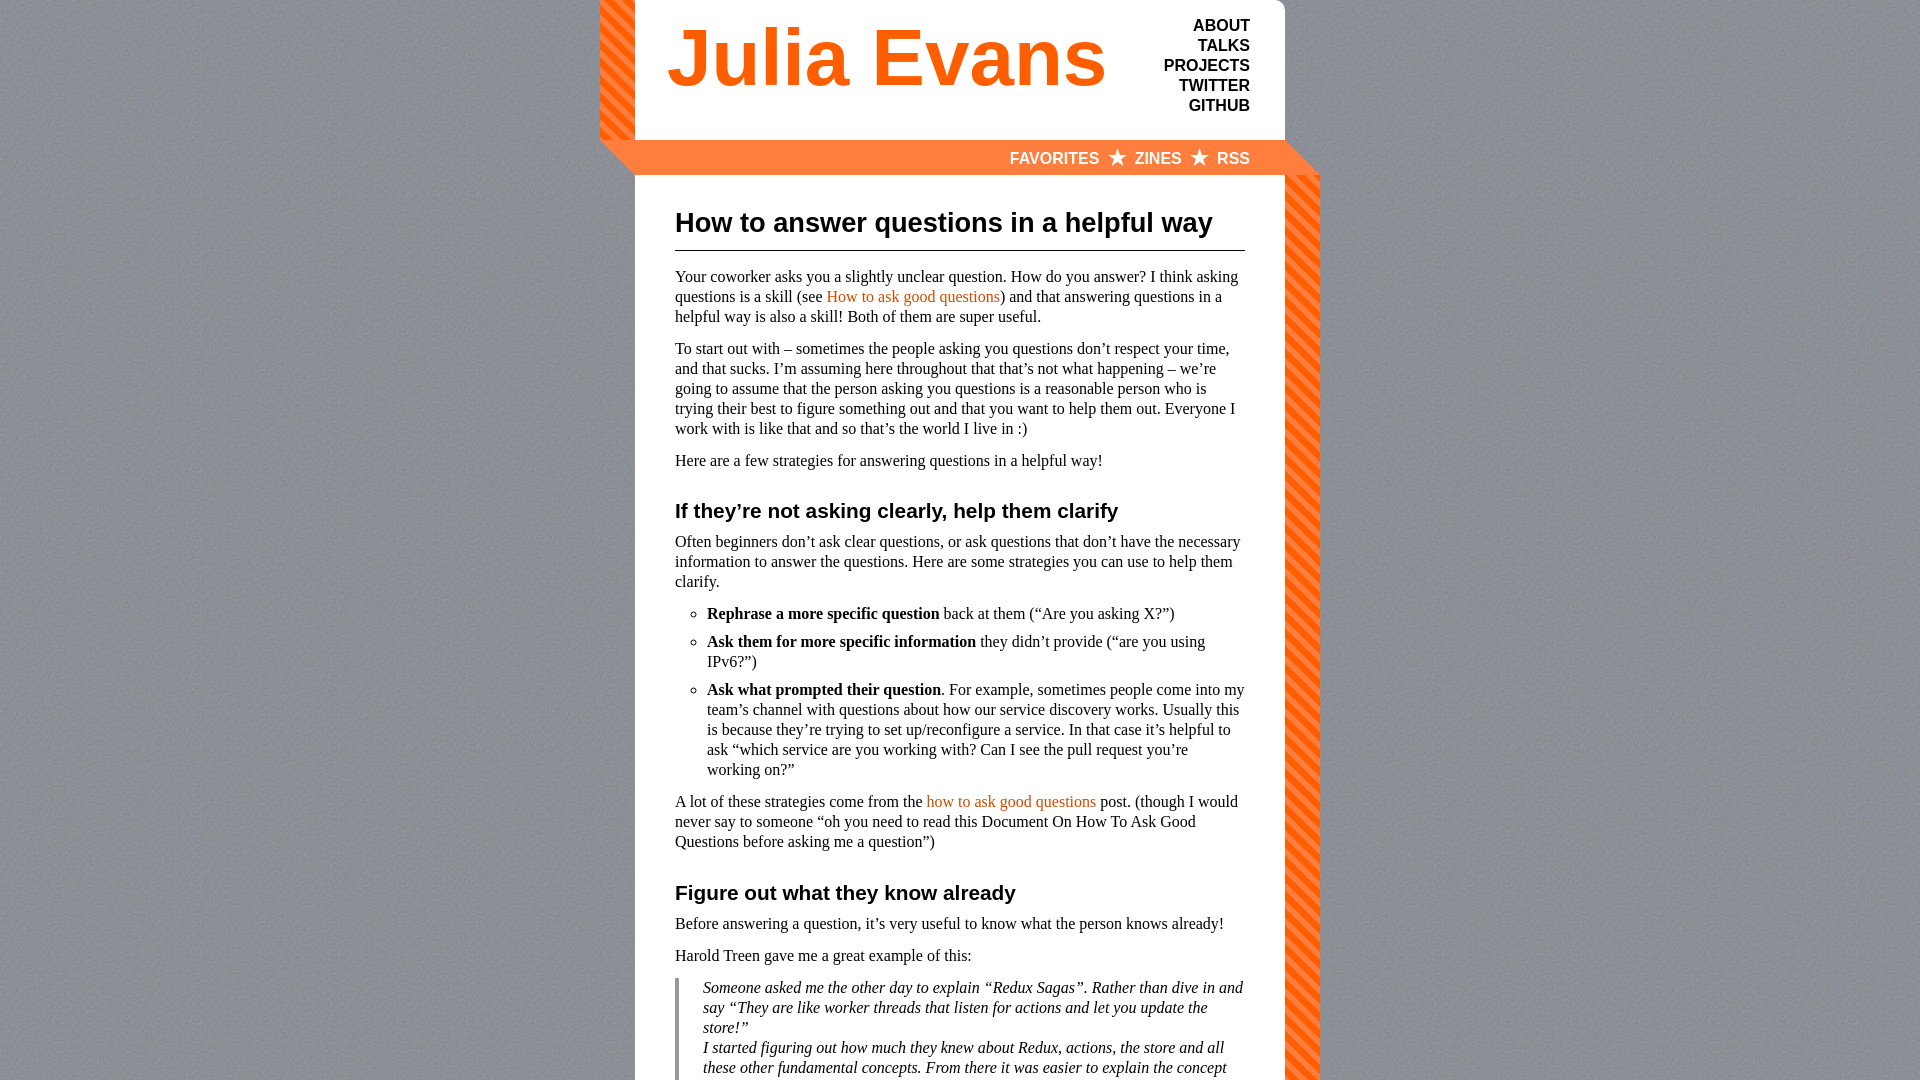 Julia Evans
ABOUT
TALKS
PROJECTS
TWITTER
GITHUB
FAVORITES ★ ZINES ★ RSS
How to answer questions in a helpful way
Your coworker asks you a slightly unclear question. How do you answer? I think asking
questions is a skill (see How to ask good questions) and that answering questions in a
helpful way is also a skill! Both of them are super useful.
To start out with – sometimes the people asking you questions don’t respect your time,
and that sucks. I’m assuming here throughout that that’s not what happening – we’re
going to assume that the person asking you questions is a reasonable person who is
trying their best to figure something out and that you want to help them out. Everyone I
work with is like that and so that’s the world I live in :)
Here are a few strategies for answering questions in a helpful way!
If they’re not asking clearly, help them clarify
Often beginners don’t ask clear questions, or ask questions that don’t have the necessary
information to answer the questions. Here are some strategies you can use to help them
clarify.
Rephrase a more specific question back at them (“Are you asking X?”)
Ask them for more specific information they didn’t provide (“are you using
IPv6?”)
Ask what prompted their question. For example, sometimes people come into my
team’s channel with questions about how our service discovery works. Usually this
is because they’re trying to set up/reconfigure a service. In that case it’s helpful to
ask “which service are you working with? Can I see the pull request you’re
working on?”
A lot of these strategies come from the how to ask good questions post. (though I would
never say to someone “oh you need to read this Document On How To Ask Good
Questions before asking me a question”)
Figure out what they know already
Before answering a question, it’s very useful to know what the person knows already!
Harold Treen gave me a great example of this:
Someone asked me the other day to explain “Redux Sagas”. Rather than dive in and
say “They are like worker threads that listen for actions and let you update the
store!”
I started figuring out how much they knew about Redux, actions, the store and all
these other fundamental concepts. From there it was easier to explain the concept